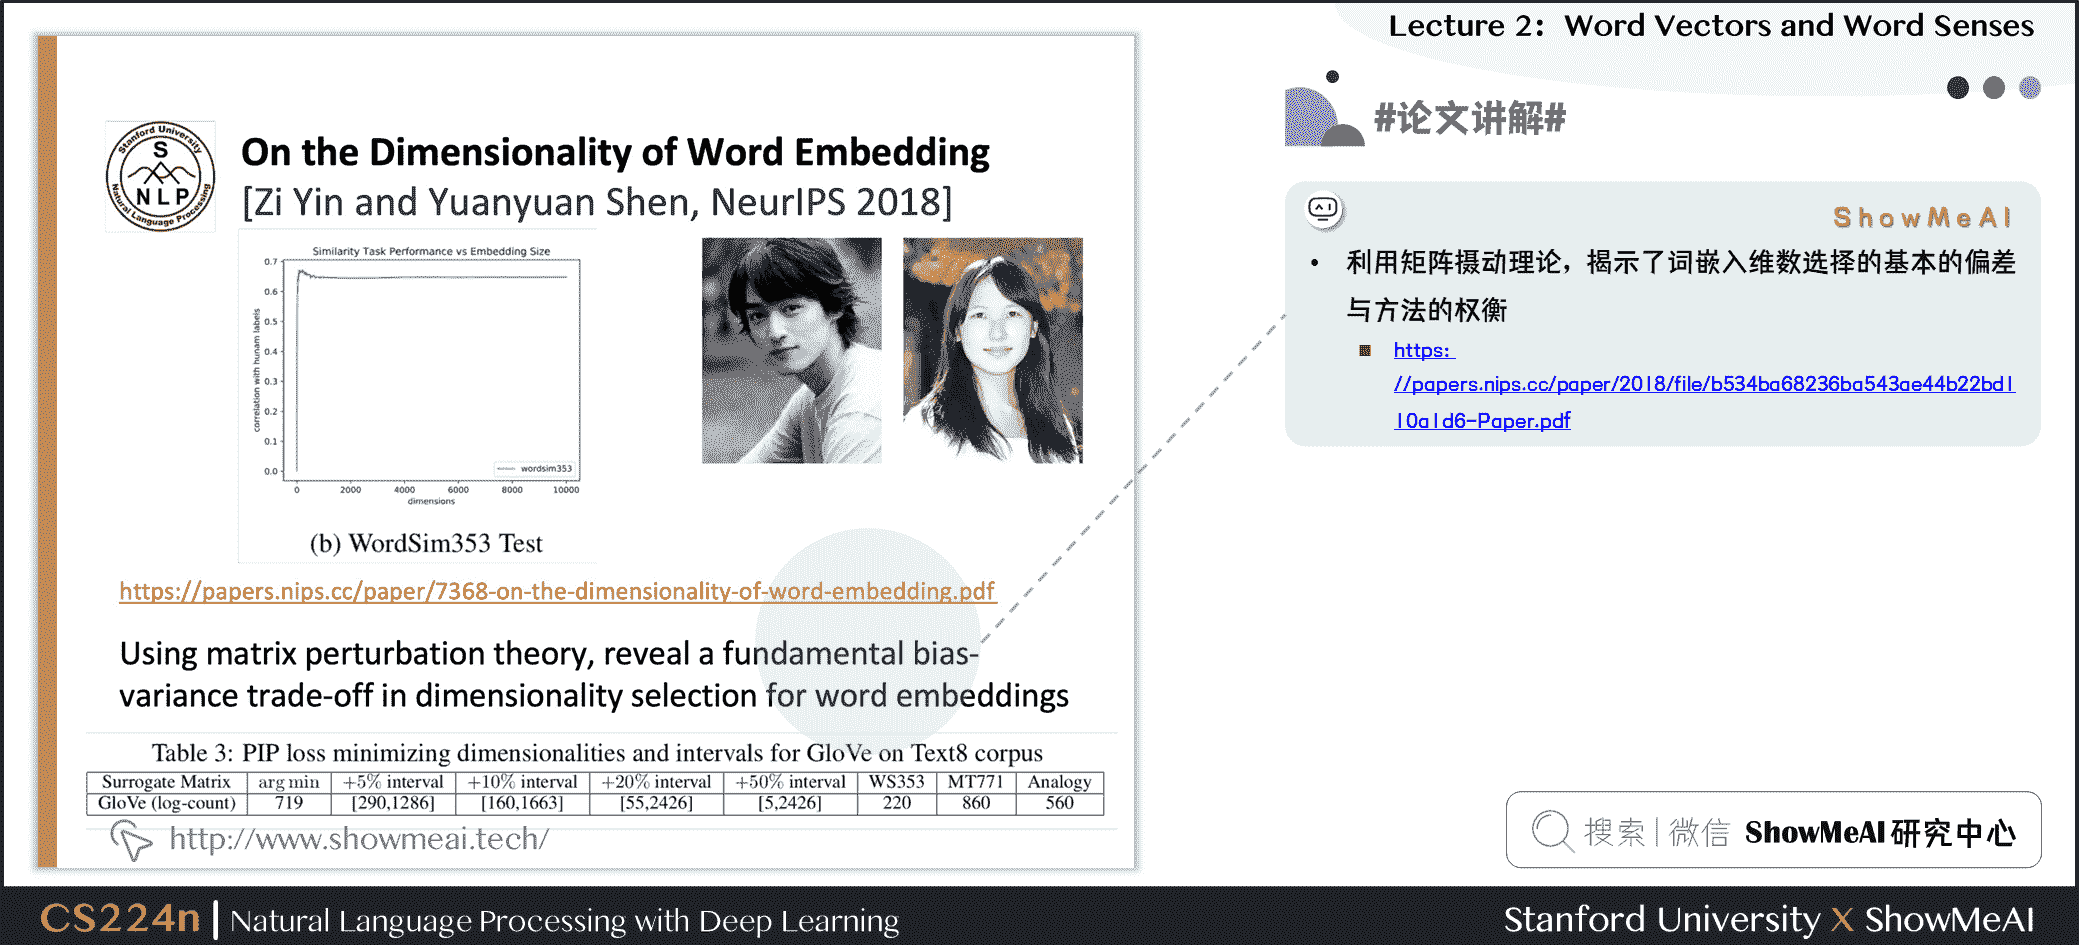 Lecture 2: Word Vectors and Word Senses
Stanford University
S
NLP
Natural Language Processing
On the Dimensionality of Word Embedding
[Zi Yin and Yuanyuan Shen, NeurIPS 2018]
Similarity Task Performance vs Embedding Size
correlation with hunam labels
0.7
0.6
0.5
0.4
0.3
0.2
0.1
0.0
0 2000 4000 6000 8000 10000
dimensions
wordsim353
(b) WordSim353 Test
https://papers.nips.cc/paper/7368-on-the-dimensionality-of-word-embedding.pdf
Using matrix perturbation theory, reveal a fundamental bias-
variance trade-off in dimensionality selection for word embeddings
Table 3: PIP loss minimizing dimensionalities and intervals for GloVe on Text8 corpus
Surrogate Matrix arg min +5% interval +10% interval +20% interval +50% interval WS353 MT771 Analogy
GloVe (log-count) 719 [290,1286] [160,1663] [55,2426] [5,2426] 220 860 560
http://www.showmeai.tech/
#论文讲解#
ShowMeAI
• 利用矩阵摄动理论，揭示了词嵌入维数选择的基本的偏差
与方法的权衡
https:
//papers.nips.cc/paper/2018/file/b534ba68236ba543ae44b22bd1
10a1d6-Paper.pdf
搜索|微信 ShowMeAI 研究中心
CS224n | Natural Language Processing with Deep Learning
Stanford University X ShowMeAI